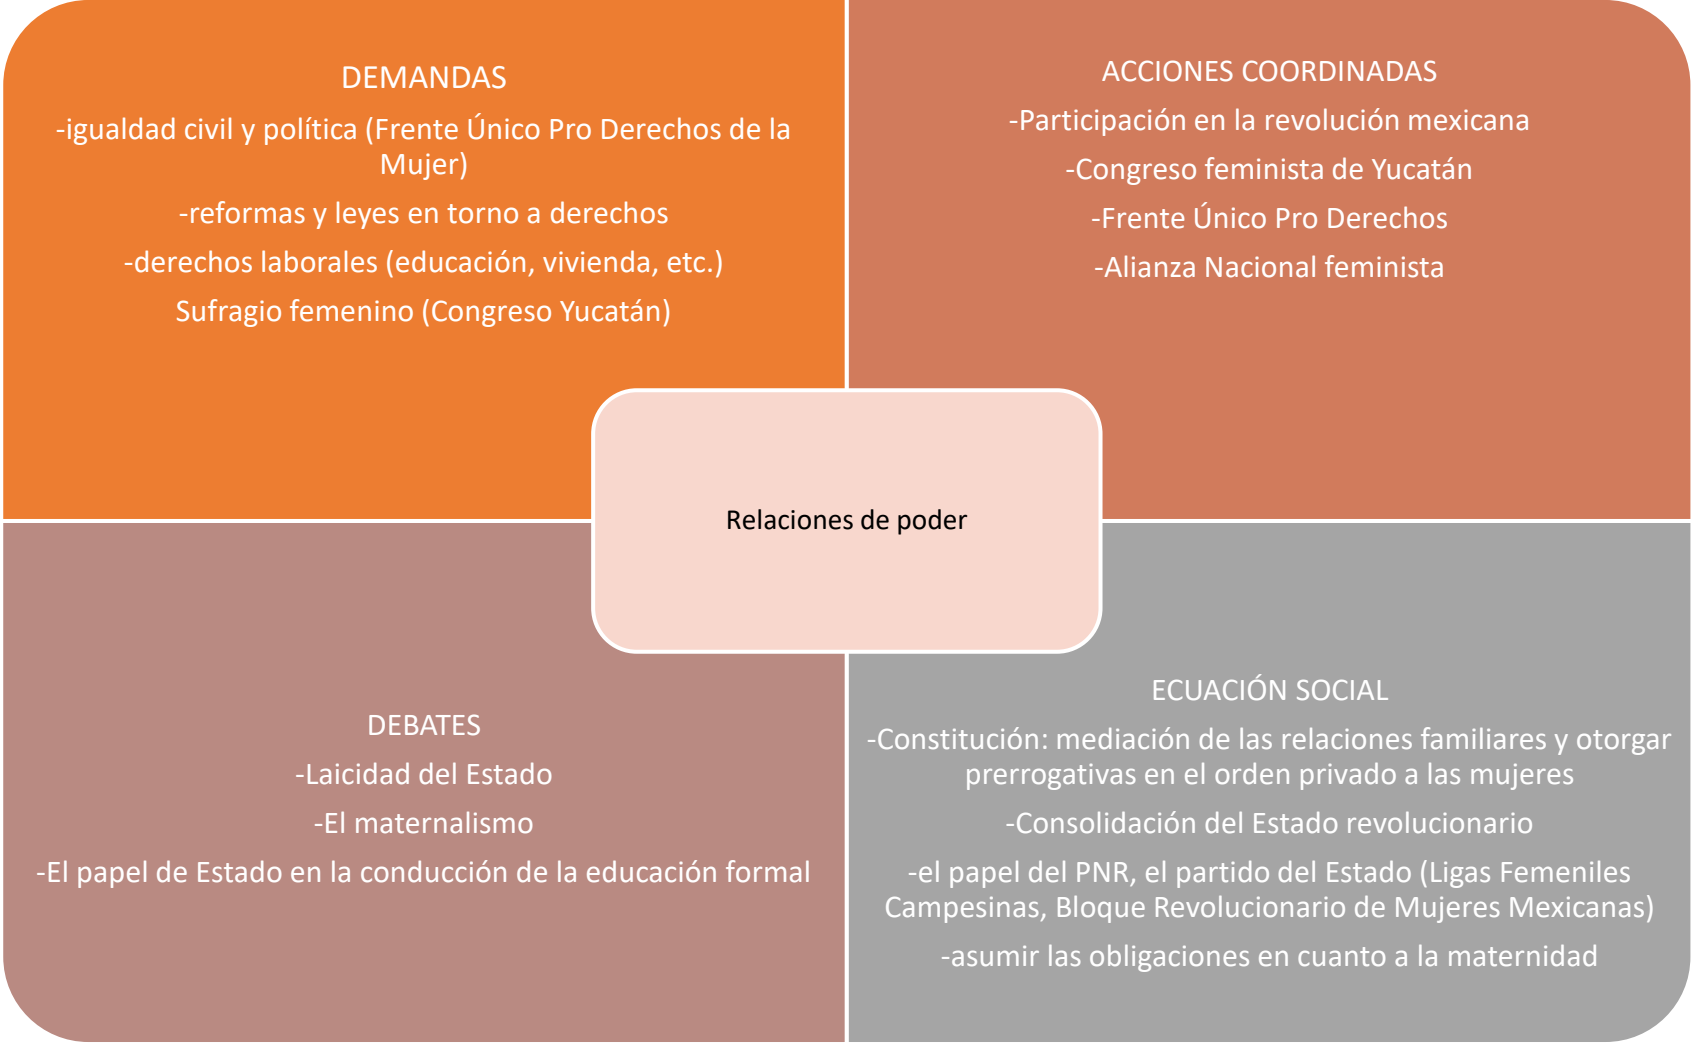 DEMANDAS
-igualdad civil y política (Frente Único Pro Derechos de la
Mujer)
-reformas y leyes en torno a derechos
-derechos laborales (educación, vivienda, etc.)
Sufragio femenino (Congreso Yucatán)
ACCIONES COORDINADAS
-Participación en la revolución mexicana
-Congreso feminista de Yucatán
-Frente Único Pro Derechos
-Alianza Nacional feminista
Relaciones de poder
DEBATES
-Laicidad del Estado
-El maternalismo
-El papel de Estado en la conducción de la educación formal
ECUACIÓN SOCIAL
-Constitución: mediación de las relaciones familiares y otorgar
prerrogativas en el orden privado a las mujeres
-Consolidación del Estado revolucionario
-el papel del PNR, el partido del Estado (Ligas Femeniles
Campesinas, Bloque Revolucionario de Mujeres Mexicanas)
-asumir las obligaciones en cuanto a la maternidad